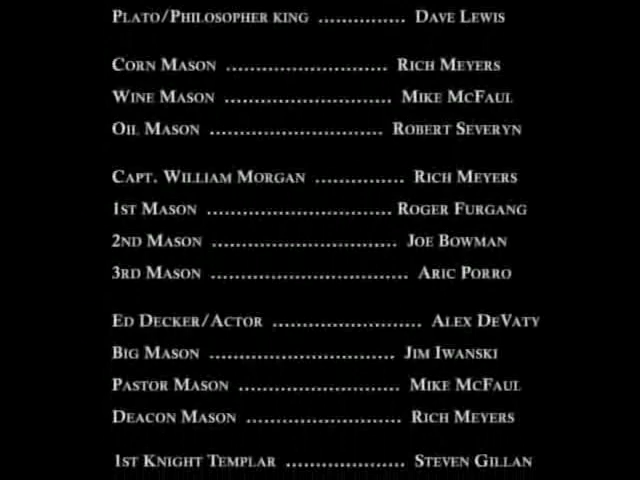 Plato/Philosopher king ............... Dave Lewis
Corn Mason ........................... Rich Meyers
Wine Mason ............................ Mike McFaul
Oil Mason ............................. Robert Severyn
Capt. William Morgan ............... Rich Meyers
1st Mason ............................... Roger Furgang
2nd Mason ............................... Joe Bowman
3rd Mason ................................. Aric Porro
Ed Decker/Actor ......................... Alex DeVaty
Big Mason ............................... Jim Iwanski
Pastor Mason ........................... Mike McFaul
Deacon Mason .......................... Rich Meyers
1st Knight Templar .................... Steven Gillan